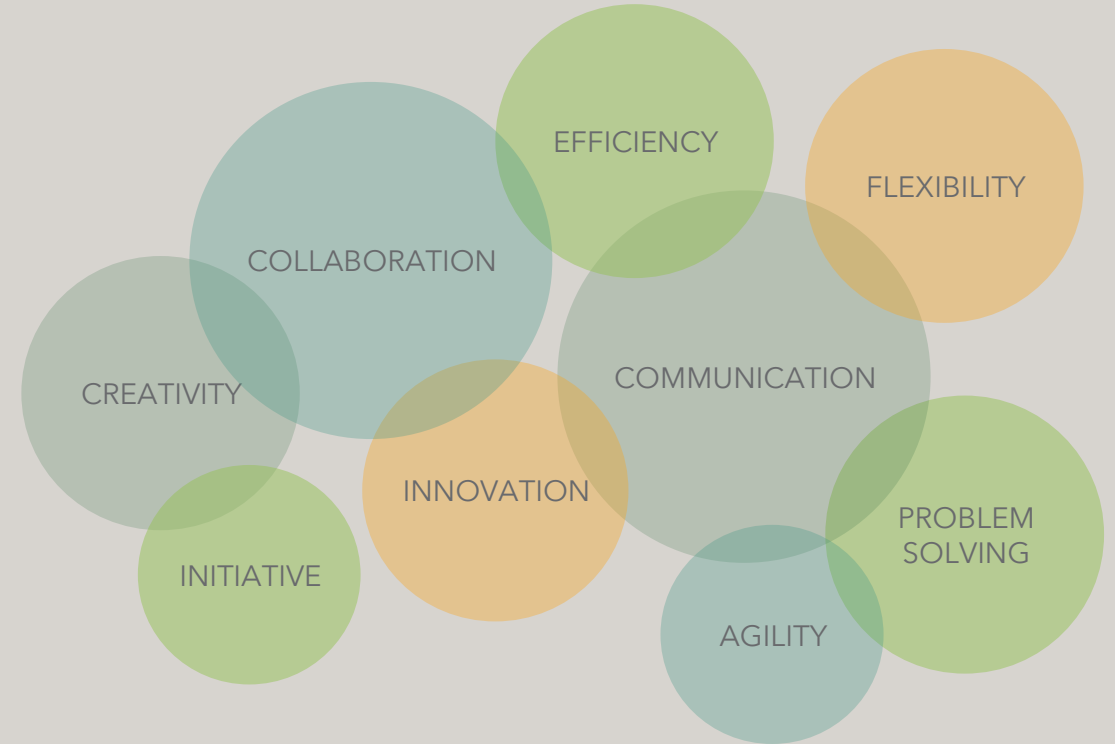 EFFICIENCY
FLEXIBILITY
COLLABORATION
COMMUNICATION
CREATIVITY
INNOVATION
PROBLEM
SOLVING
INITIATIVE
AGILITY